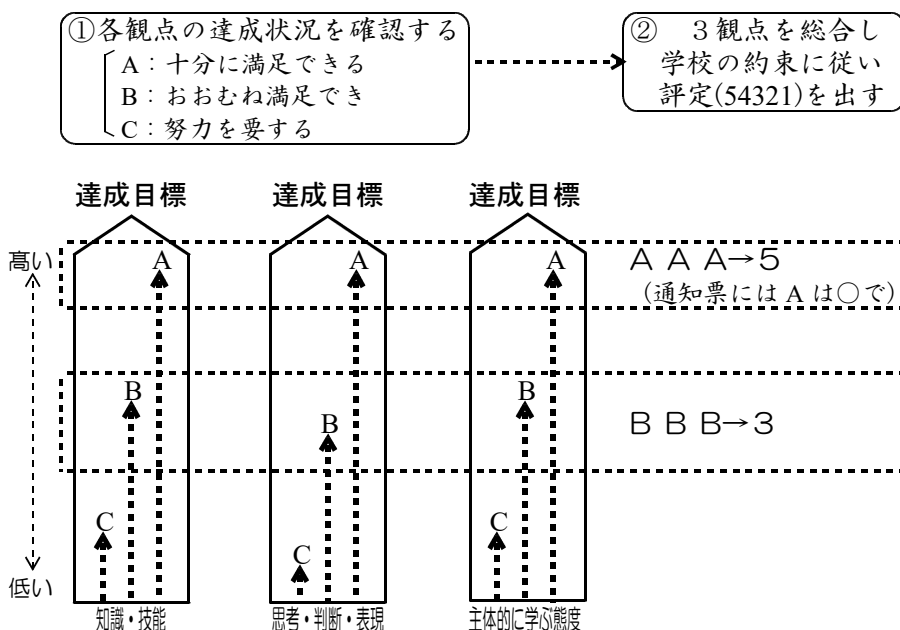 ①各観点の達成状況を確認する
A：十分に満足できる
B：おおむね満足でき
C：努力を要する
②　３観点を総合し
学校の約束に従い
評定(54321)を出す
達成目標
達成目標
達成目標
高い
低い
A
A
A
B
B
B
C
C
C
ＡＡＡ→５
(通知票には A は○で)
ＢＢＢ→３
知識・技能
思考・判断・表現
主体的に学ぶ態度